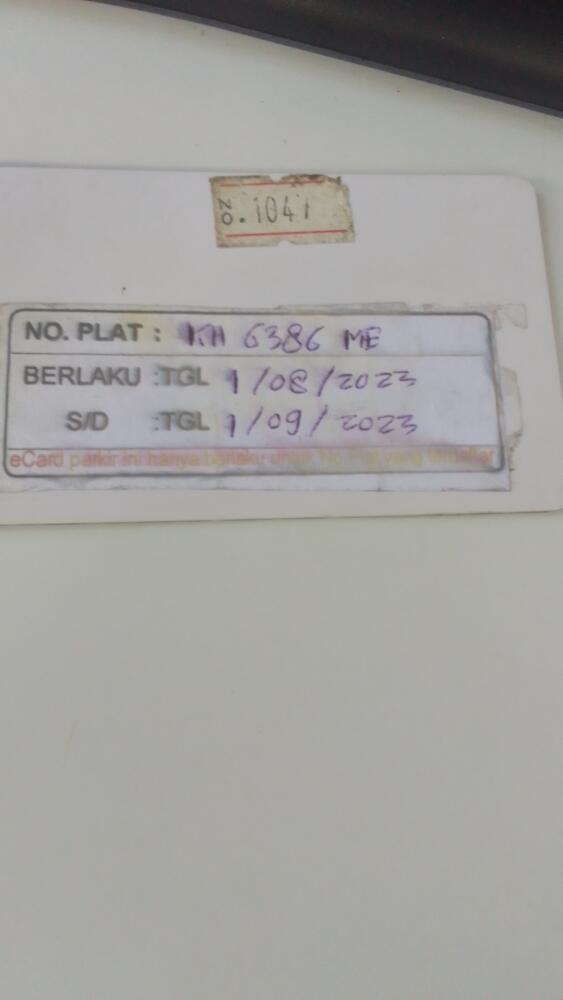 NO. 1041
NO. PLAT : KH 6386 ME
BERLAKU :TGL 1/08/2023
S/D :TGL 1/09/2023
eCard parkir ini hanya berlaku untuk No. Plat yang terdaftar